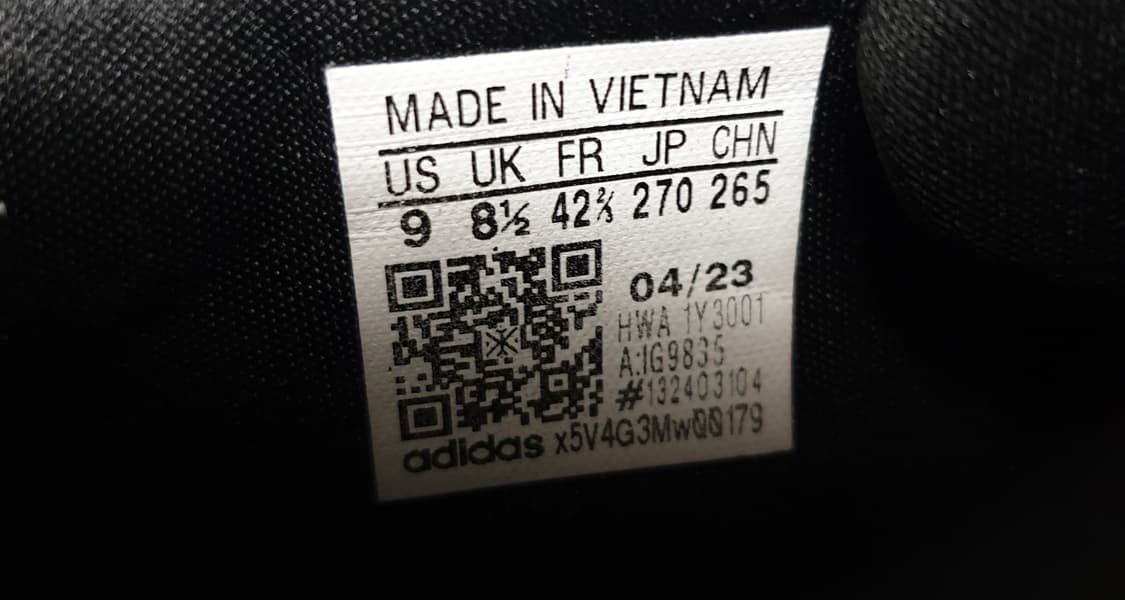 MADE IN VIETNAM
US UK FR JP CHN
9 8½ 42⅔ 270 265
04/23
HWA 1Y3001
A:IG9835
#132403104
adidas x5V4G3MwQQ179